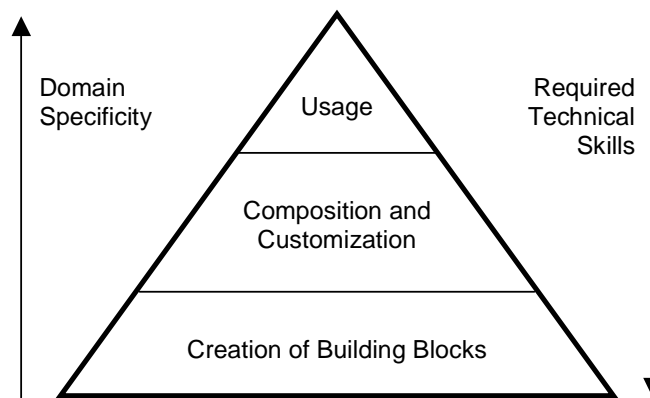 Domain
Specificity
Usage
Required
Technical
Skills
Composition and
Customization
Creation of Building Blocks